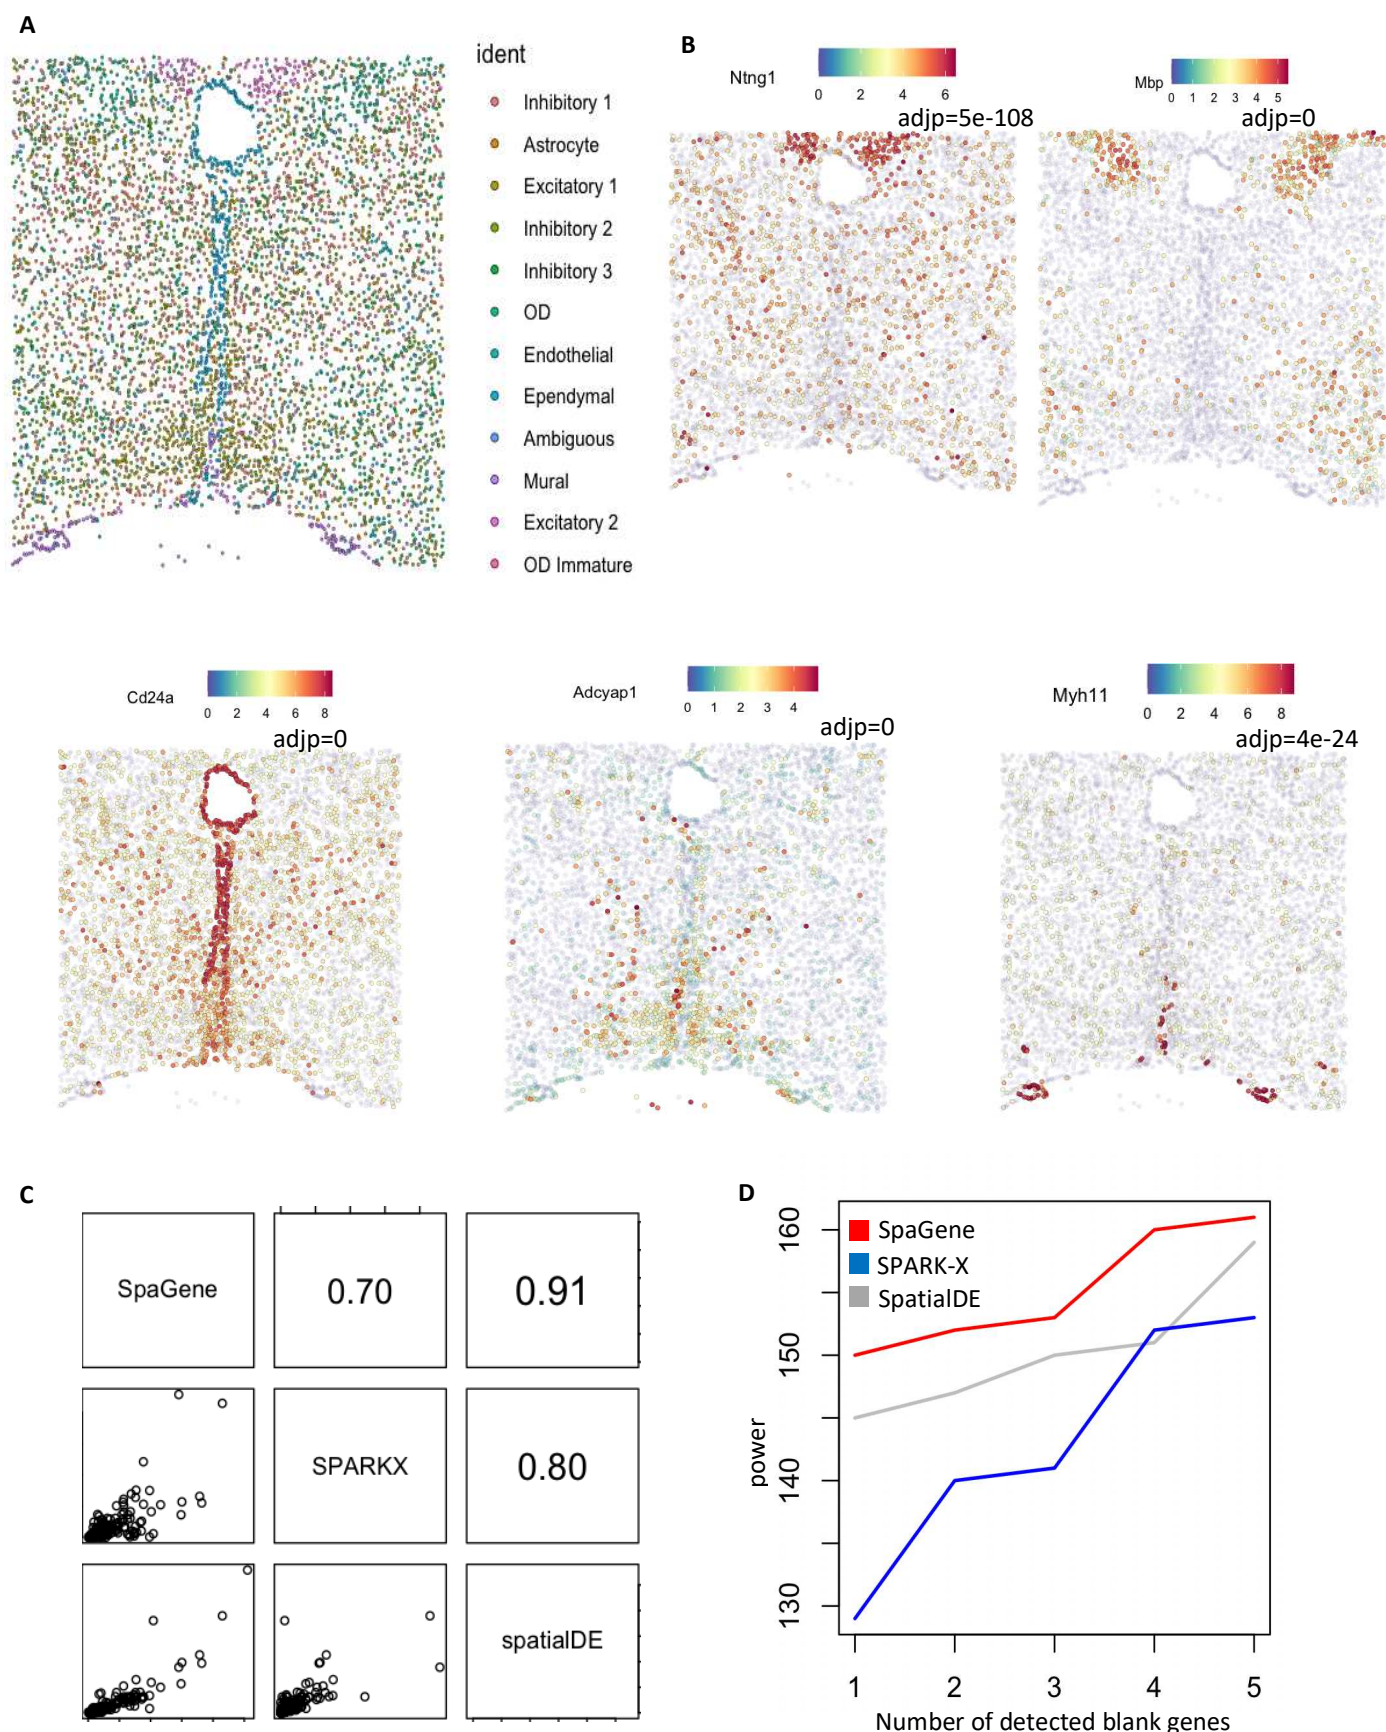 A
ident
Inhibitory 1
Astrocyte
Excitatory 1
Inhibitory 2
Inhibitory 3
OD
Endothelial
Ependymal
Ambiguous
Mural
Excitatory 2
OD Immature
B
Ntng1
0 2 4 6
adjp=5e-108
Mbp
0 1 2 3 4 5
adjp=0
Cd24a
0 2 4 6 8
adjp=0
Adcyap1
0 1 2 3 4
adjp=0
Myh11
0 2 4 6 8
adjp=4e-24
C
SpaGene
0.70
0.91
SPARKX
0.80
spatialDE
D
SpaGene
SPARK-X
SpatialDE
power
160
150
140
130
1 2 3 4 5
Number of detected blank genes